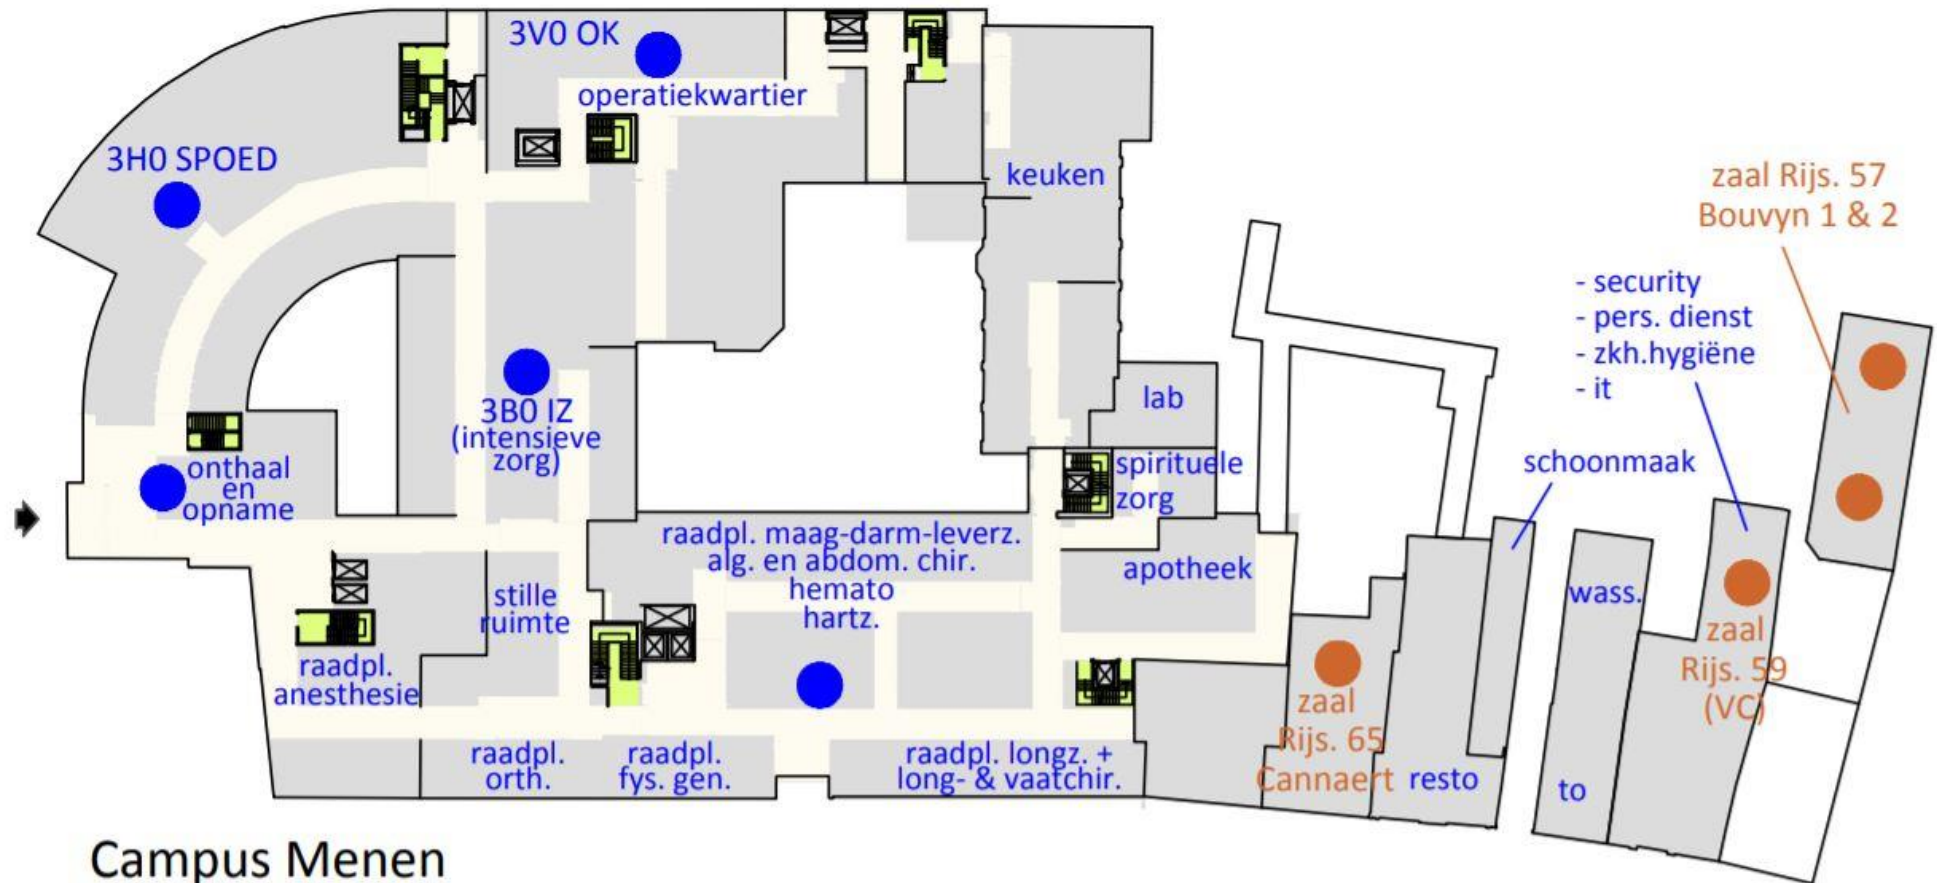 3V0 OK
operatiekwartier
3H0 SPOED
keuken
zaal Rijs. 57
Bouvyn 1 & 2
- security
- pers. dienst
- zkh.hygiëne
- it
3B0 IZ
(intensieve
zorg)
lab
onthaal
en
opname
spirituele
zorg
schoonmaak
raadpl. maag-darm-leverz.
alg. en abdom. chir.
hemato
hartz.
apotheek
stille
ruimte
wass.
zaal
Rijs. 59
(VC)
raadpl.
anesthesie
zaal
Rijs. 65
Cannaert
raadpl.
orth.
raadpl.
fys. gen.
raadpl. longz. +
long- & vaatchir.
resto
to
Campus Menen